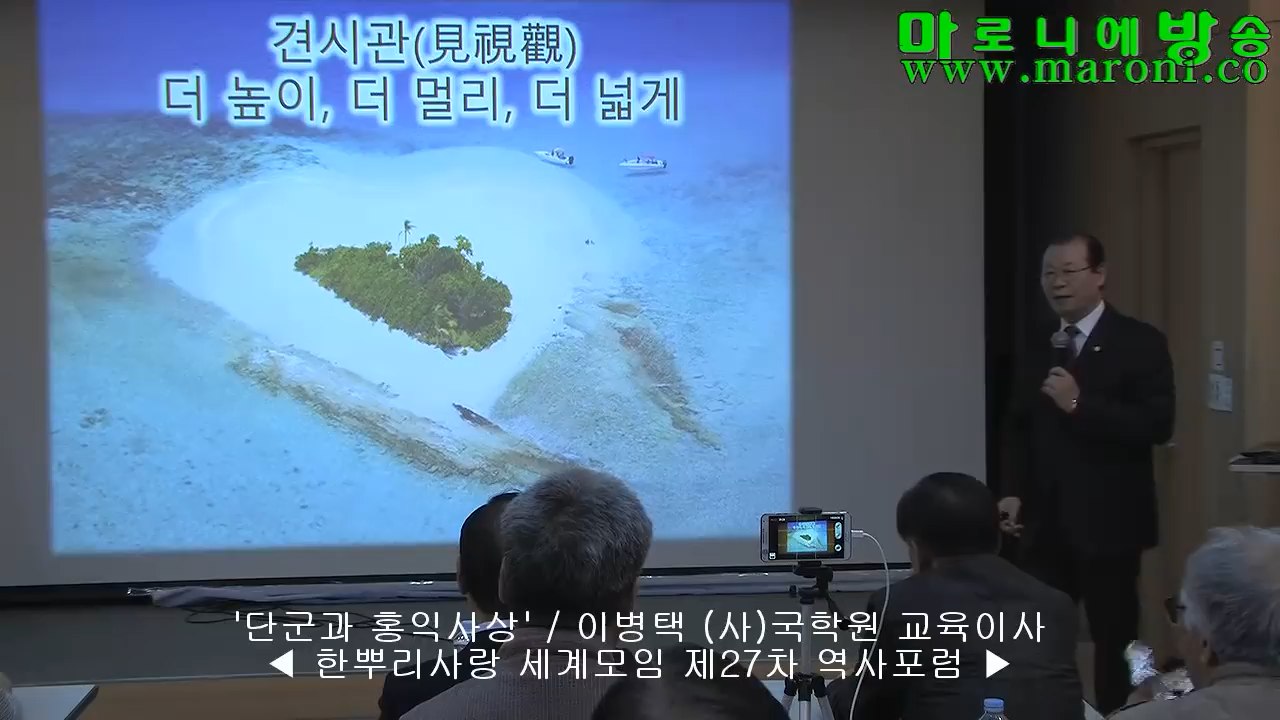 견시관(見視觀)
더 높이, 더 멀리, 더 넓게
마로니에방송
www.maroni.co
'단군과 홍익사상' / 이병택 (사)국학원 교육이사
◀ 한뿌리사랑 세계모임 제27차 역사포럼 ▶